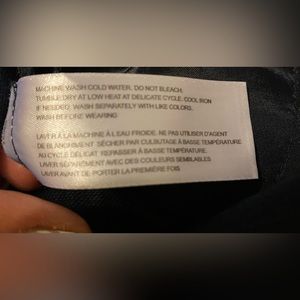 MACHINE WASH COLD WATER. DO NOT BLEACH.
TUMBLE DRY AT LOW HEAT AT DELICATE CYCLE. COOL IRON
IF NEEDED. WASH SEPARATELY WITH LIKE COLORS.
WASH BEFORE WEARING
LAVER À LA MACHINE À L'EAU FROIDE. NE PAS UTILISER D'AGENT
DE BLANCHIMENT SÉCHER PAR CULBUTAGE À BASSE TEMPÉRATURE
AU CYCLE DÉLICAT. REPASSER À BASSE TEMPÉRATURE.
LAVER SÉPARÉMENT AVEC DES COULEURS SEMBLABLES
LAVER AVANT DE PORTER LA PREMIÈRE FOIS